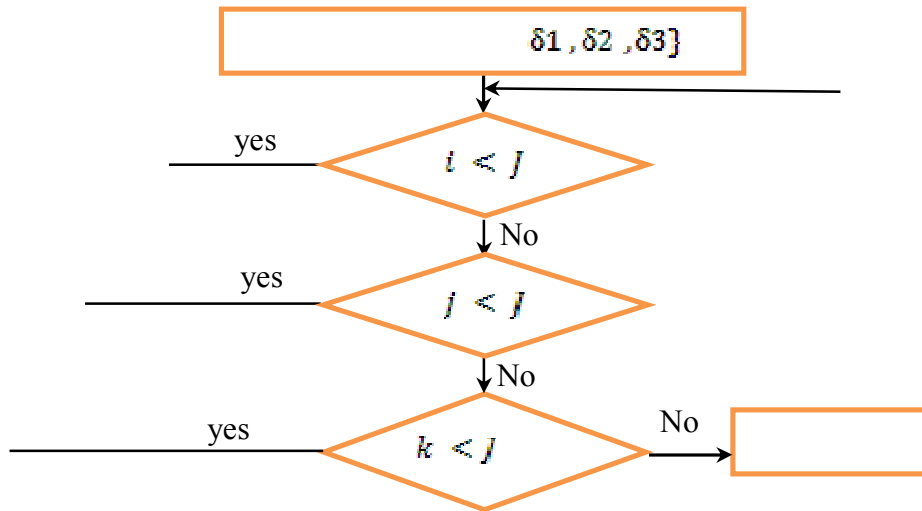 δ1 , δ2 , δ3}
yes
i < J
No
yes
j < J
No
yes
k < J
No